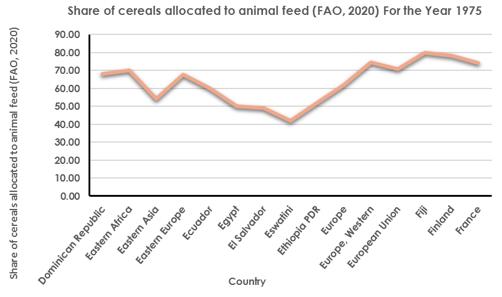 Share of cereals allocated to animal feed (FAO, 2020) For the Year 1975
Share of cereals allocated to animal feed (FAO, 2020)
90.00
80.00
70.00
60.00
50.00
40.00
30.00
20.00
10.00
0.00
Dominican Republic
Eastern Africa
Eastern Asia
Eastern Europe
Ecuador
Egypt
El Salvador
Eswatini
Ethiopia PDR
Europe
Europe, Western
European Union
Fiji
Finland
France
Country